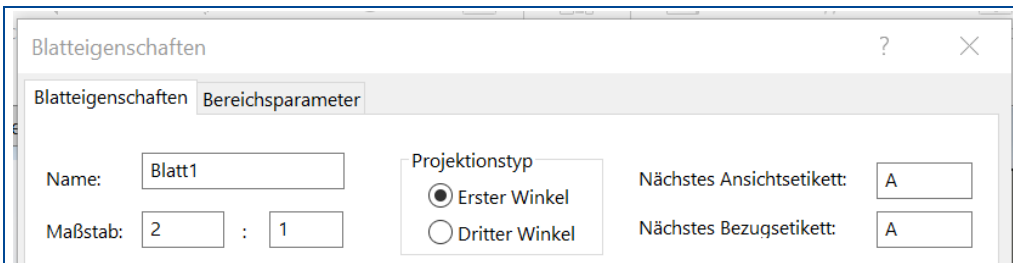 Blatteigenschaften
Blatteigenschaften Bereichsparameter
Name: Blatt1
Maßstab: 2 : 1
Projektionstyp
Erster Winkel
Dritter Winkel
Nächstes Ansichtsetikett: A
Nächstes Bezugsetikett: A